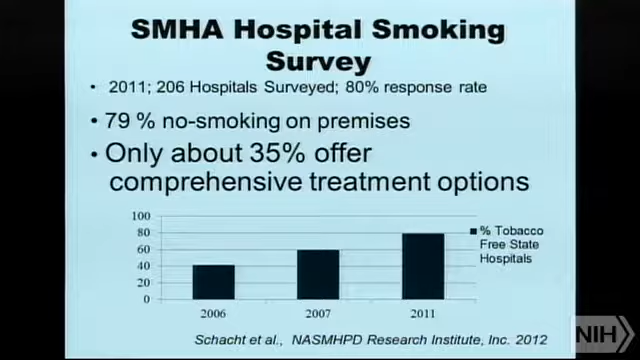 SMHA Hospital Smoking
Survey
• 2011; 206 Hospitals Surveyed; 80% response rate
• 79 % no-smoking on premises
• Only about 35% offer
comprehensive treatment options
100
80
60
40
20
0
2006 2007 2011
% Tobacco
Free State
Hospitals
Schacht et al., NASMHPD Research Institute, Inc. 2012
NIH